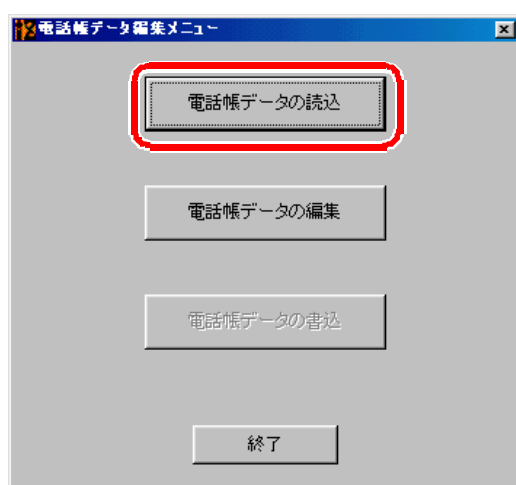 電話帳データ編集メニュー
電話帳データの読込
電話帳データの編集
電話帳データの書込
終了